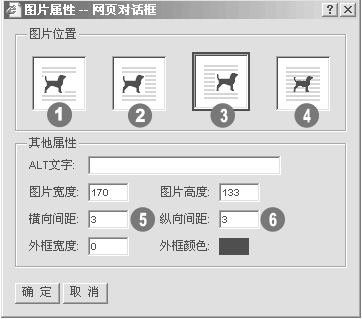 图片属性 -- 网页对话框
图片位置
1 2 3 4
其他属性
ALT文字:
图片宽度: 170 图片高度: 133
横向间距: 3 5 纵向间距: 3 6
外框宽度: 0 外框颜色:
确 定 取 消